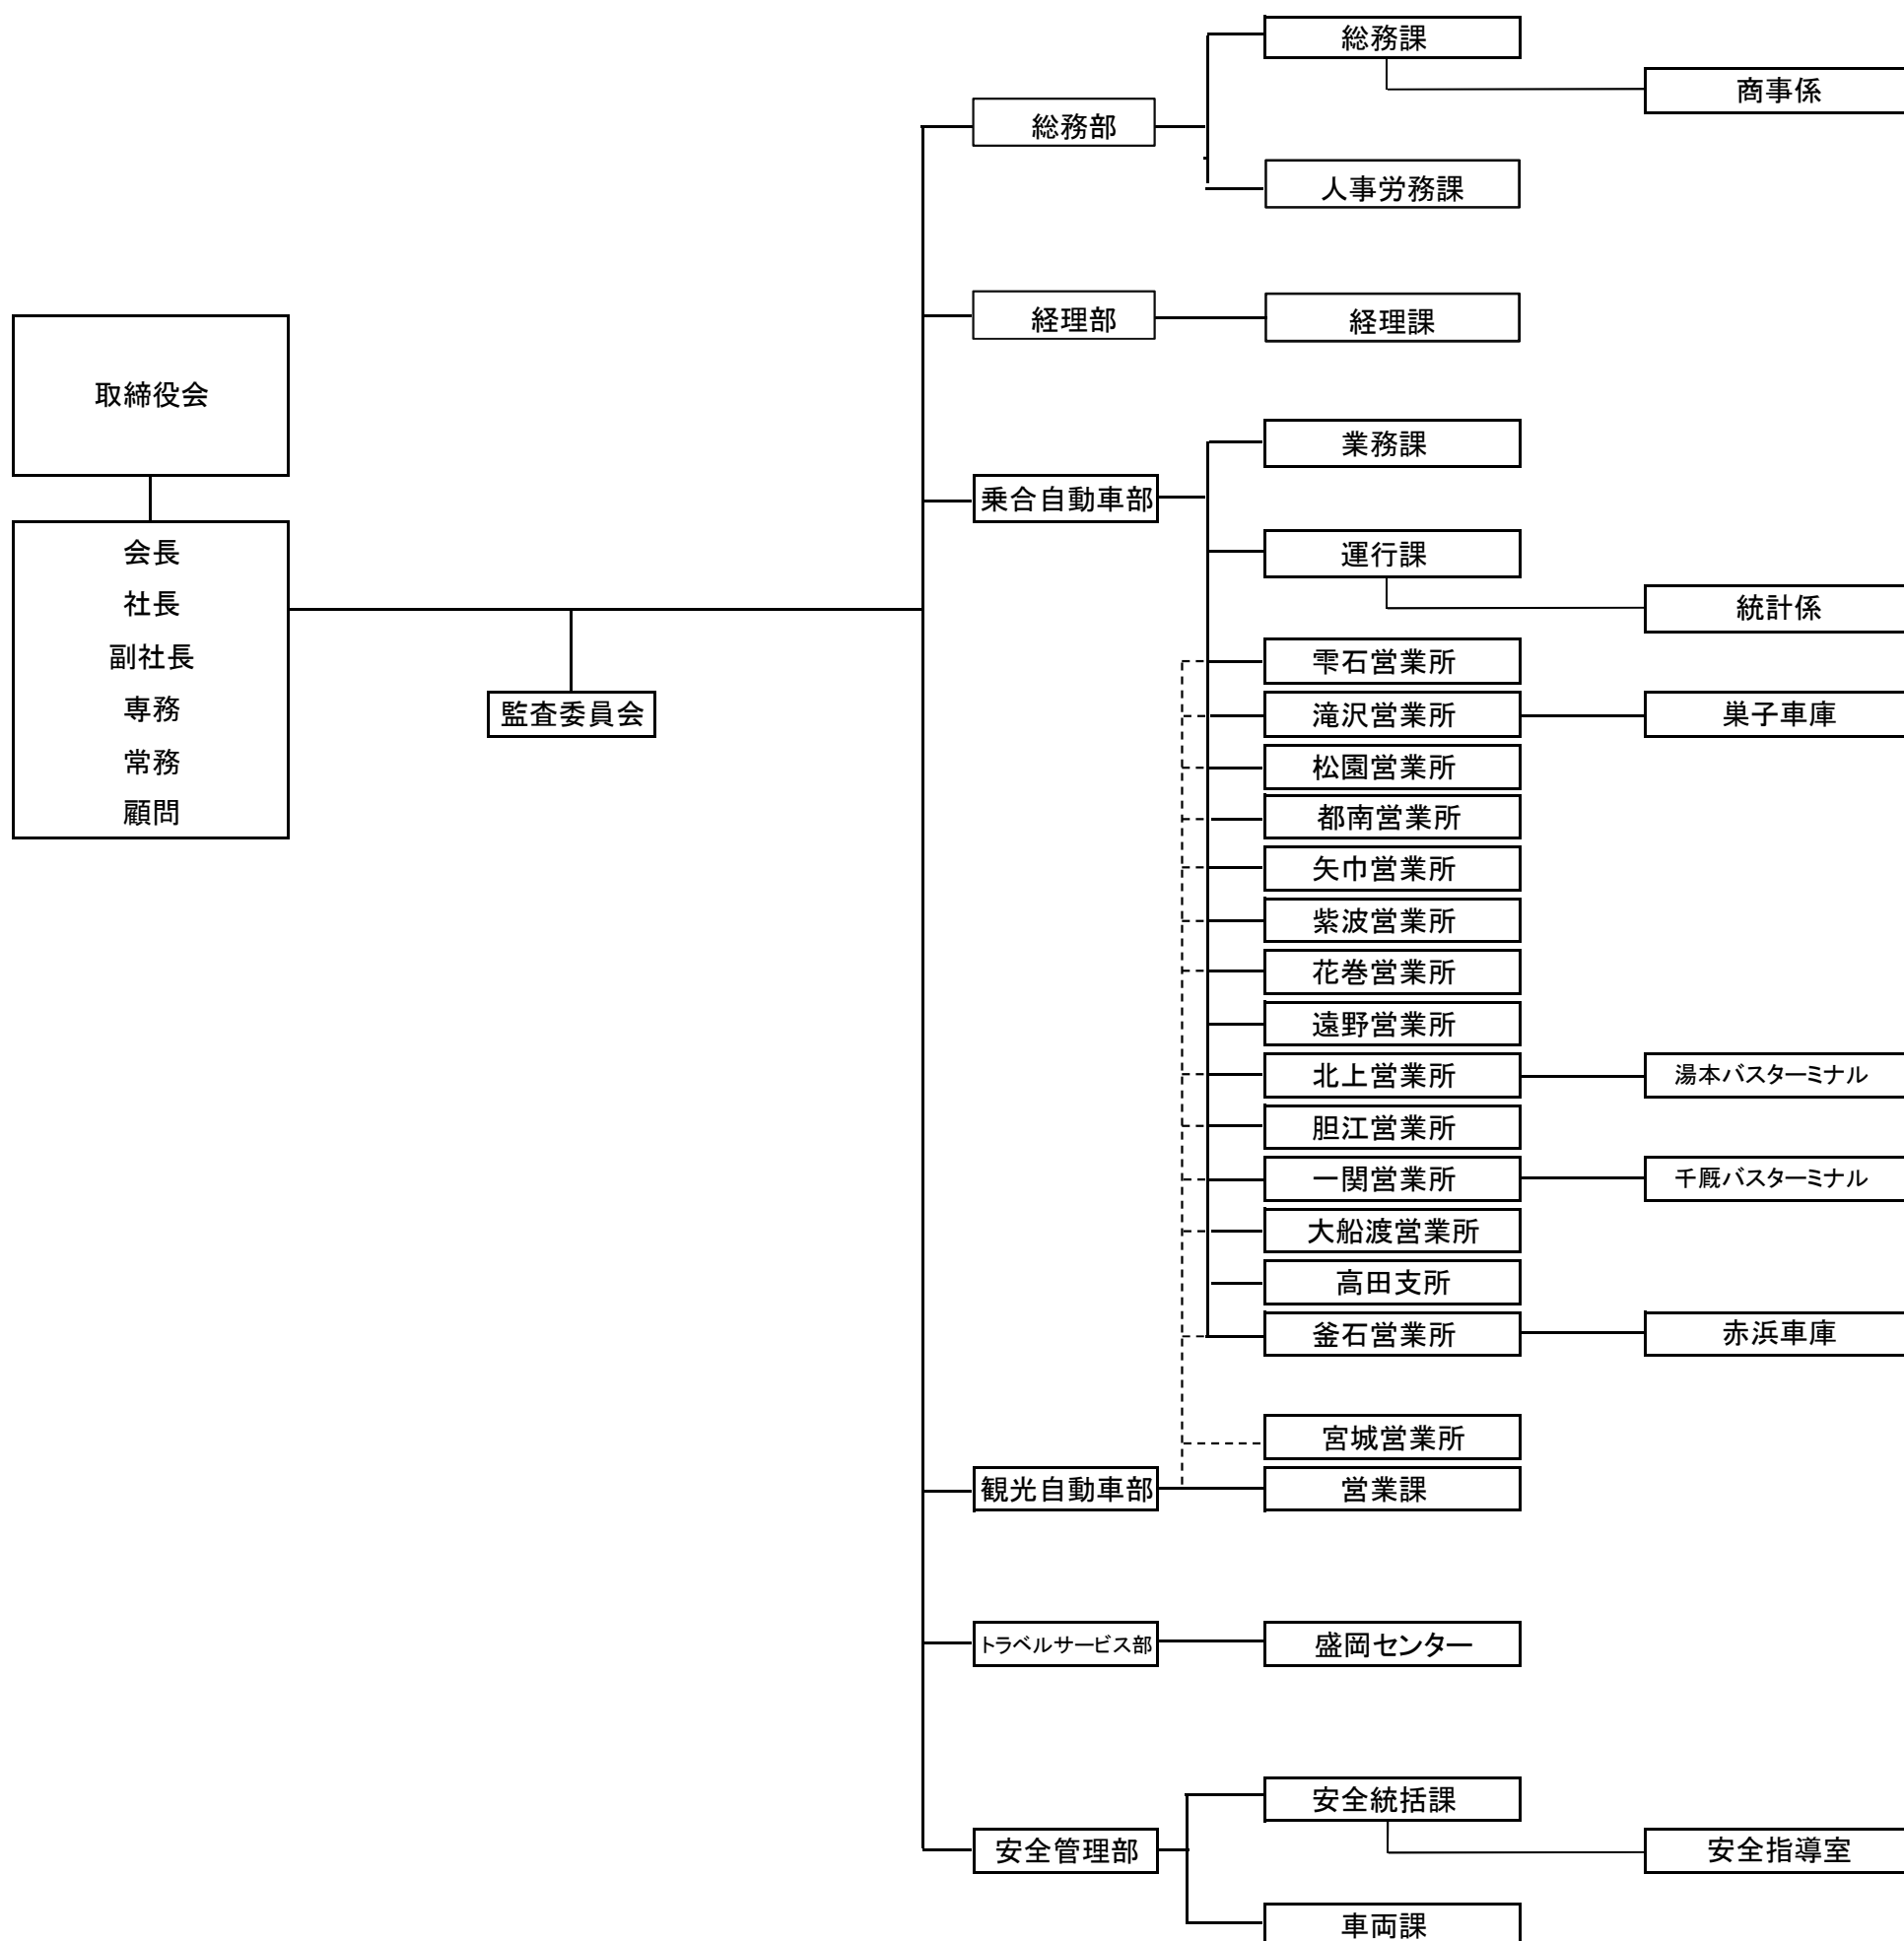 取締役会
会長
社長
副社長
専務
常務
顧問
監査委員会
総務部
総務課
商事係
人事労務課
経理部
経理課
乗合自動車部
業務課
運行課
統計係
雫石営業所
滝沢営業所
巣子車庫
松園営業所
都南営業所
矢巾営業所
紫波営業所
花巻営業所
遠野営業所
北上営業所
湯本バスターミナル
胆江営業所
一関営業所
千厩バスターミナル
大船渡営業所
高田支所
釜石営業所
赤浜車庫
宮城営業所
観光自動車部
営業課
トラベルサービス部
盛岡センター
安全管理部
安全統括課
安全指導室
車両課